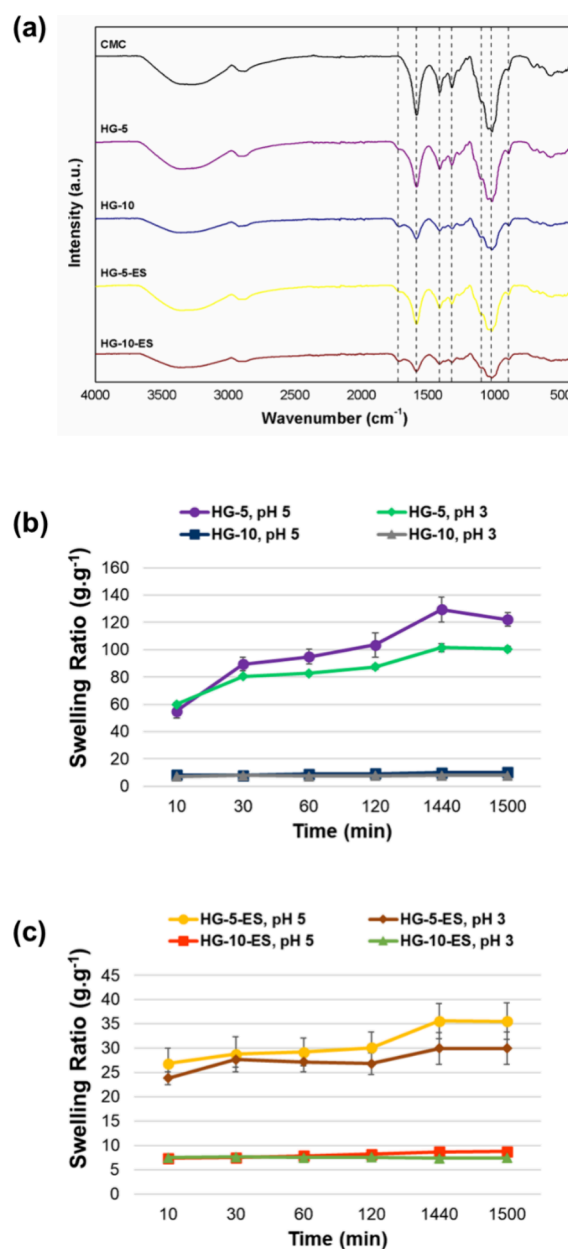 (a)
CMC
HG-5
HG-10
HG-5-ES
HG-10-ES
Intensity (a.u.)
4000 3500 3000 2500 2000 1500 1000 400
Wavenumber (cm-1)
(b)
HG-5, pH 5 HG-5, pH 3
HG-10, pH 5 HG-10, pH 3
Swelling Ratio (g.g-1)
160
140
120
100
80
60
40
20
0
10 30 60 120 1440 1500
Time (min)
(c)
HG-5-ES, pH 5 HG-5-ES, pH 3
HG-10-ES, pH 5 HG-10-ES, pH 3
Swelling Ratio (g.g-1)
45
40
35
30
25
20
15
10
5
0
10 30 60 120 1440 1500
Time (min)